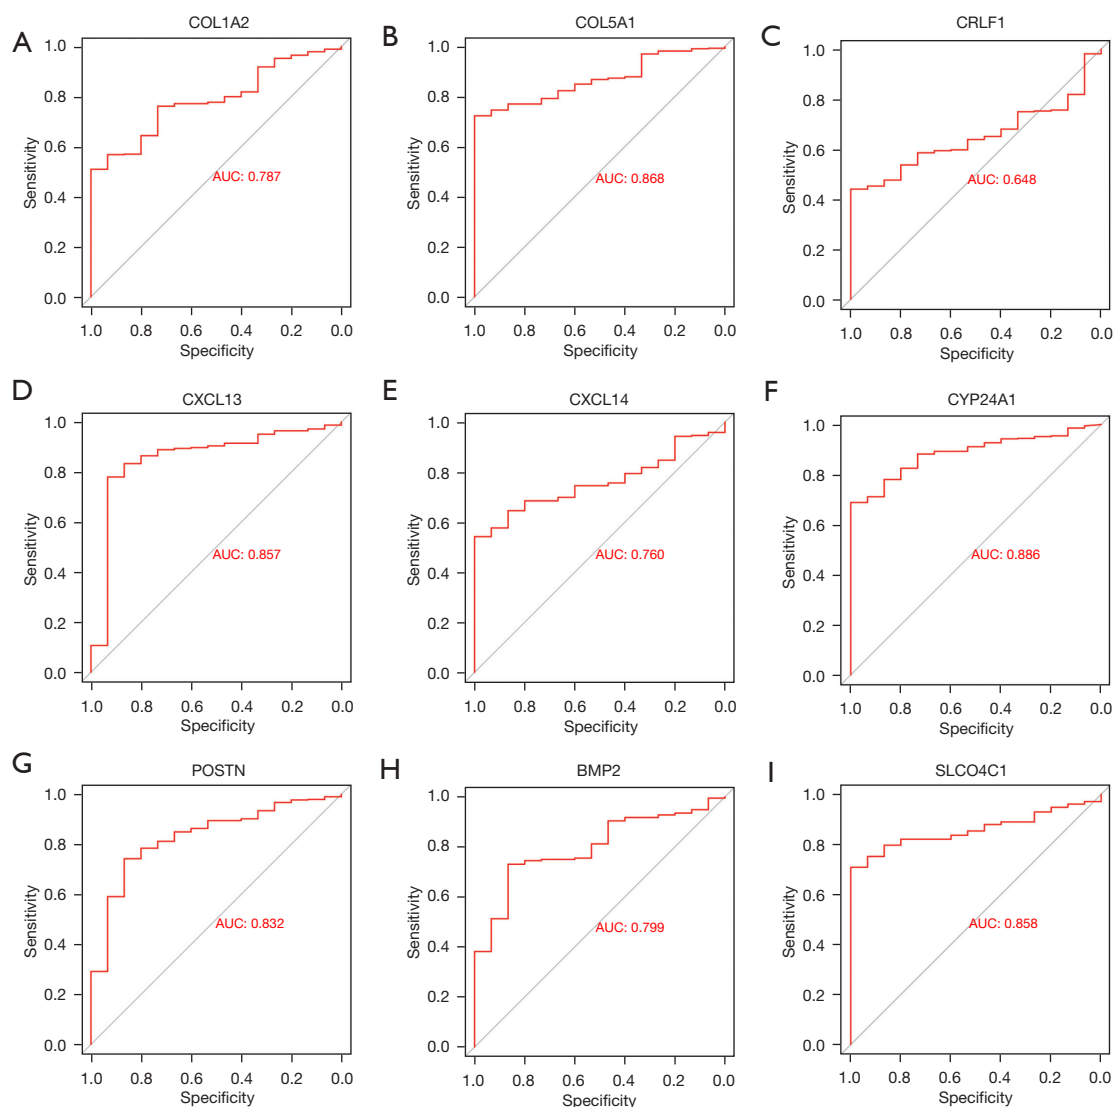 A
COL1A2
Sensitivity
1.0
0.8
0.6
0.4
0.2
0.0
AUC: 0.787
1.0 0.8 0.6 0.4 0.2 0.0
Specificity
B
COL5A1
Sensitivity
1.0
0.8
0.6
0.4
0.2
0.0
AUC: 0.868
1.0 0.8 0.6 0.4 0.2 0.0
Specificity
C
CRLF1
Sensitivity
1.0
0.8
0.6
0.4
0.2
0.0
AUC: 0.648
1.0 0.8 0.6 0.4 0.2 0.0
Specificity
D
CXCL13
Sensitivity
1.0
0.8
0.6
0.4
0.2
0.0
AUC: 0.857
1.0 0.8 0.6 0.4 0.2 0.0
Specificity
E
CXCL14
Sensitivity
1.0
0.8
0.6
0.4
0.2
0.0
AUC: 0.760
1.0 0.8 0.6 0.4 0.2 0.0
Specificity
F
CYP24A1
Sensitivity
1.0
0.8
0.6
0.4
0.2
0.0
AUC: 0.886
1.0 0.8 0.6 0.4 0.2 0.0
Specificity
G
POSTN
Sensitivity
1.0
0.8
0.6
0.4
0.2
0.0
AUC: 0.832
1.0 0.8 0.6 0.4 0.2 0.0
Specificity
H
BMP2
Sensitivity
1.0
0.8
0.6
0.4
0.2
0.0
AUC: 0.799
1.0 0.8 0.6 0.4 0.2 0.0
Specificity
I
SLCO4C1
Sensitivity
1.0
0.8
0.6
0.4
0.2
0.0
AUC: 0.858
1.0 0.8 0.6 0.4 0.2 0.0
Specificity